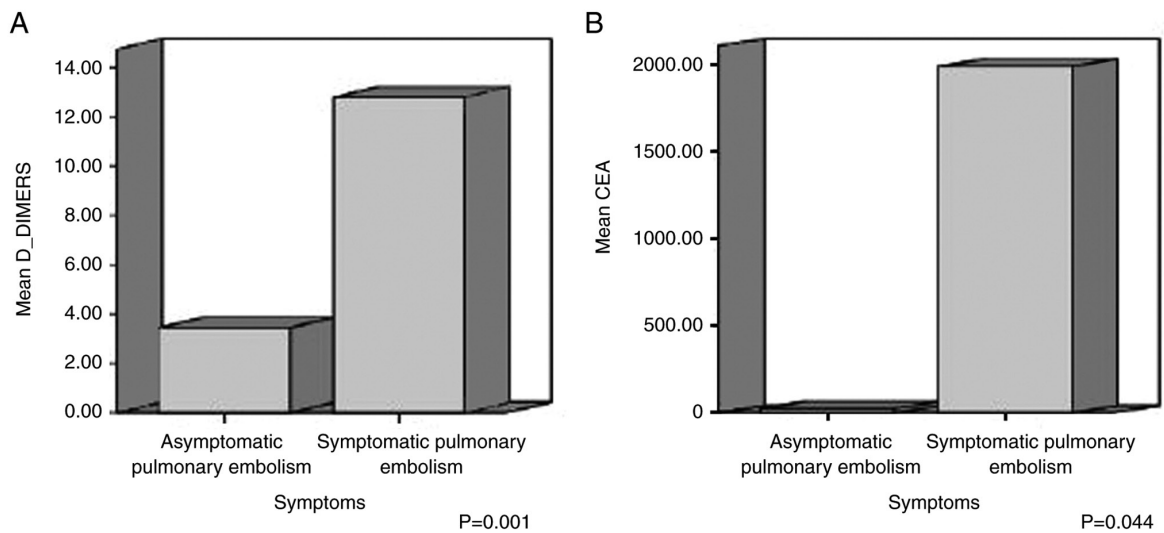 A
Mean D_DIMERS
14.00
12.00
10.00
8.00
6.00
4.00
2.00
0.00
Asymptomatic
pulmonary embolism
Symptomatic pulmonary
embolism
Symptoms
P=0.001
B
Mean CEA
2000.00
1500.00
1000.00
500.00
0
Asymptomatic
pulmonary embolism
Symptomatic pulmonary
embolism
Symptoms
P=0.044